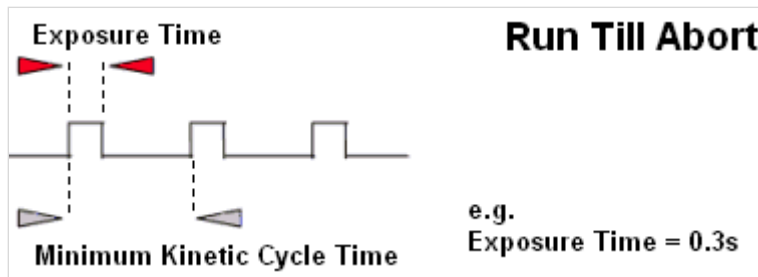 Exposure Time
Run Till Abort
Minimum Kinetic Cycle Time
e.g.
Exposure Time = 0.3s